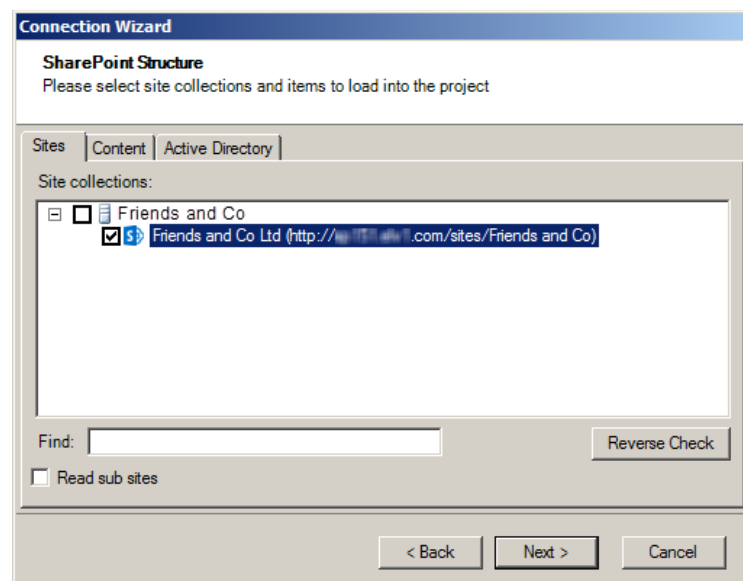 Connection Wizard
SharePoint Structure
Please select site collections and items to load into the project
Sites Content Active Directory
Site collections:
Friends and Co
Friends and Co Ltd (http:// .com/sites/Friends and Co)
Find: Reverse Check
Read sub sites
< Back Next > Cancel